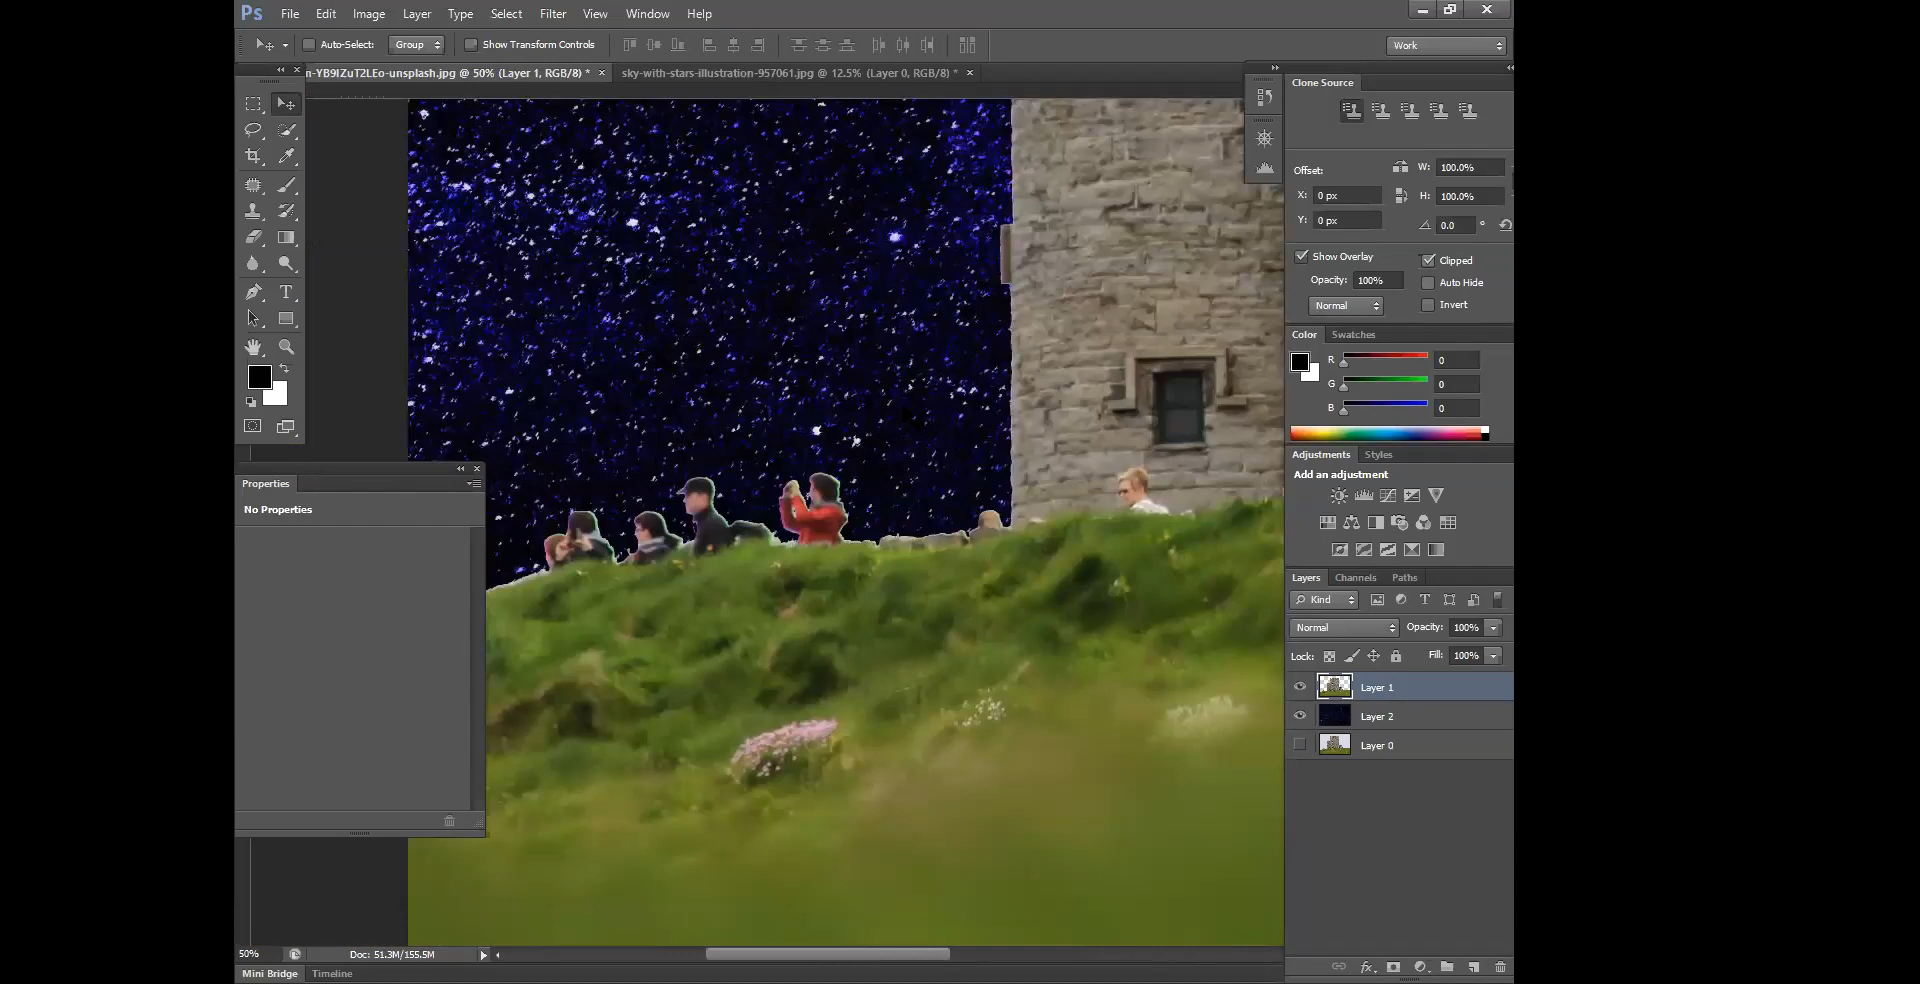 Ps File Edit Image Layer Type Select Filter View Window Help
Auto-Select: Group Show Transform Controls Work
n-YB9IZuT2LEo-unsplash.jpg @ 50% (Layer 1, RGB/8) * × sky-with-stars-illustration-957061.jpg @ 12.5% (Layer 0, RGB/8) * ×
Clone Source
Offset: W: 100.0%
X: 0 px H: 100.0%
Y: 0 px 0.0 °
Show Overlay Clipped
Opacity: 100% Auto Hide
Normal Invert
Color Swatches
R 0
G 0
B 0
Adjustments Styles
Add an adjustment
Properties
No Properties
Layers Channels Paths
Kind
Normal Opacity: 100%
Lock: Fill: 100%
Layer 1
Layer 2
Layer 0
50% Doc: 51.3M/155.5M
Mini Bridge Timeline